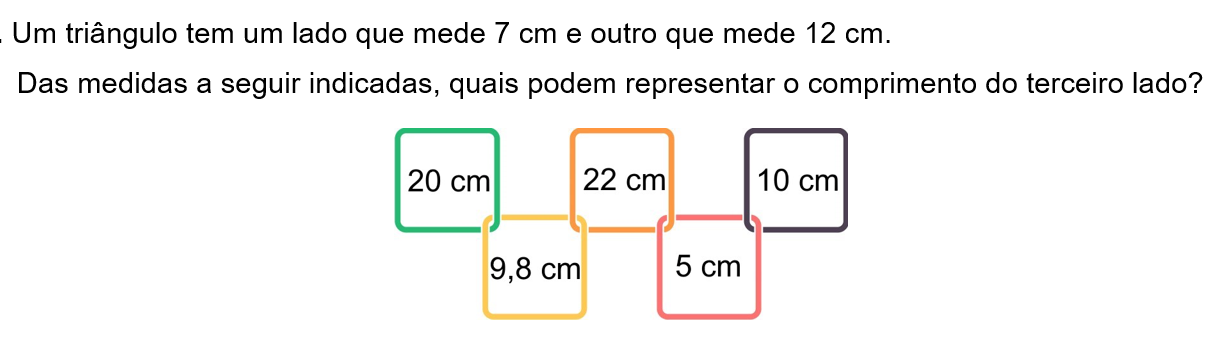 . Um triângulo tem um lado que mede 7 cm e outro que mede 12 cm.
Das medidas a seguir indicadas, quais podem representar o comprimento do terceiro lado?
20 cm 22 cm 10 cm
9,8 cm 5 cm